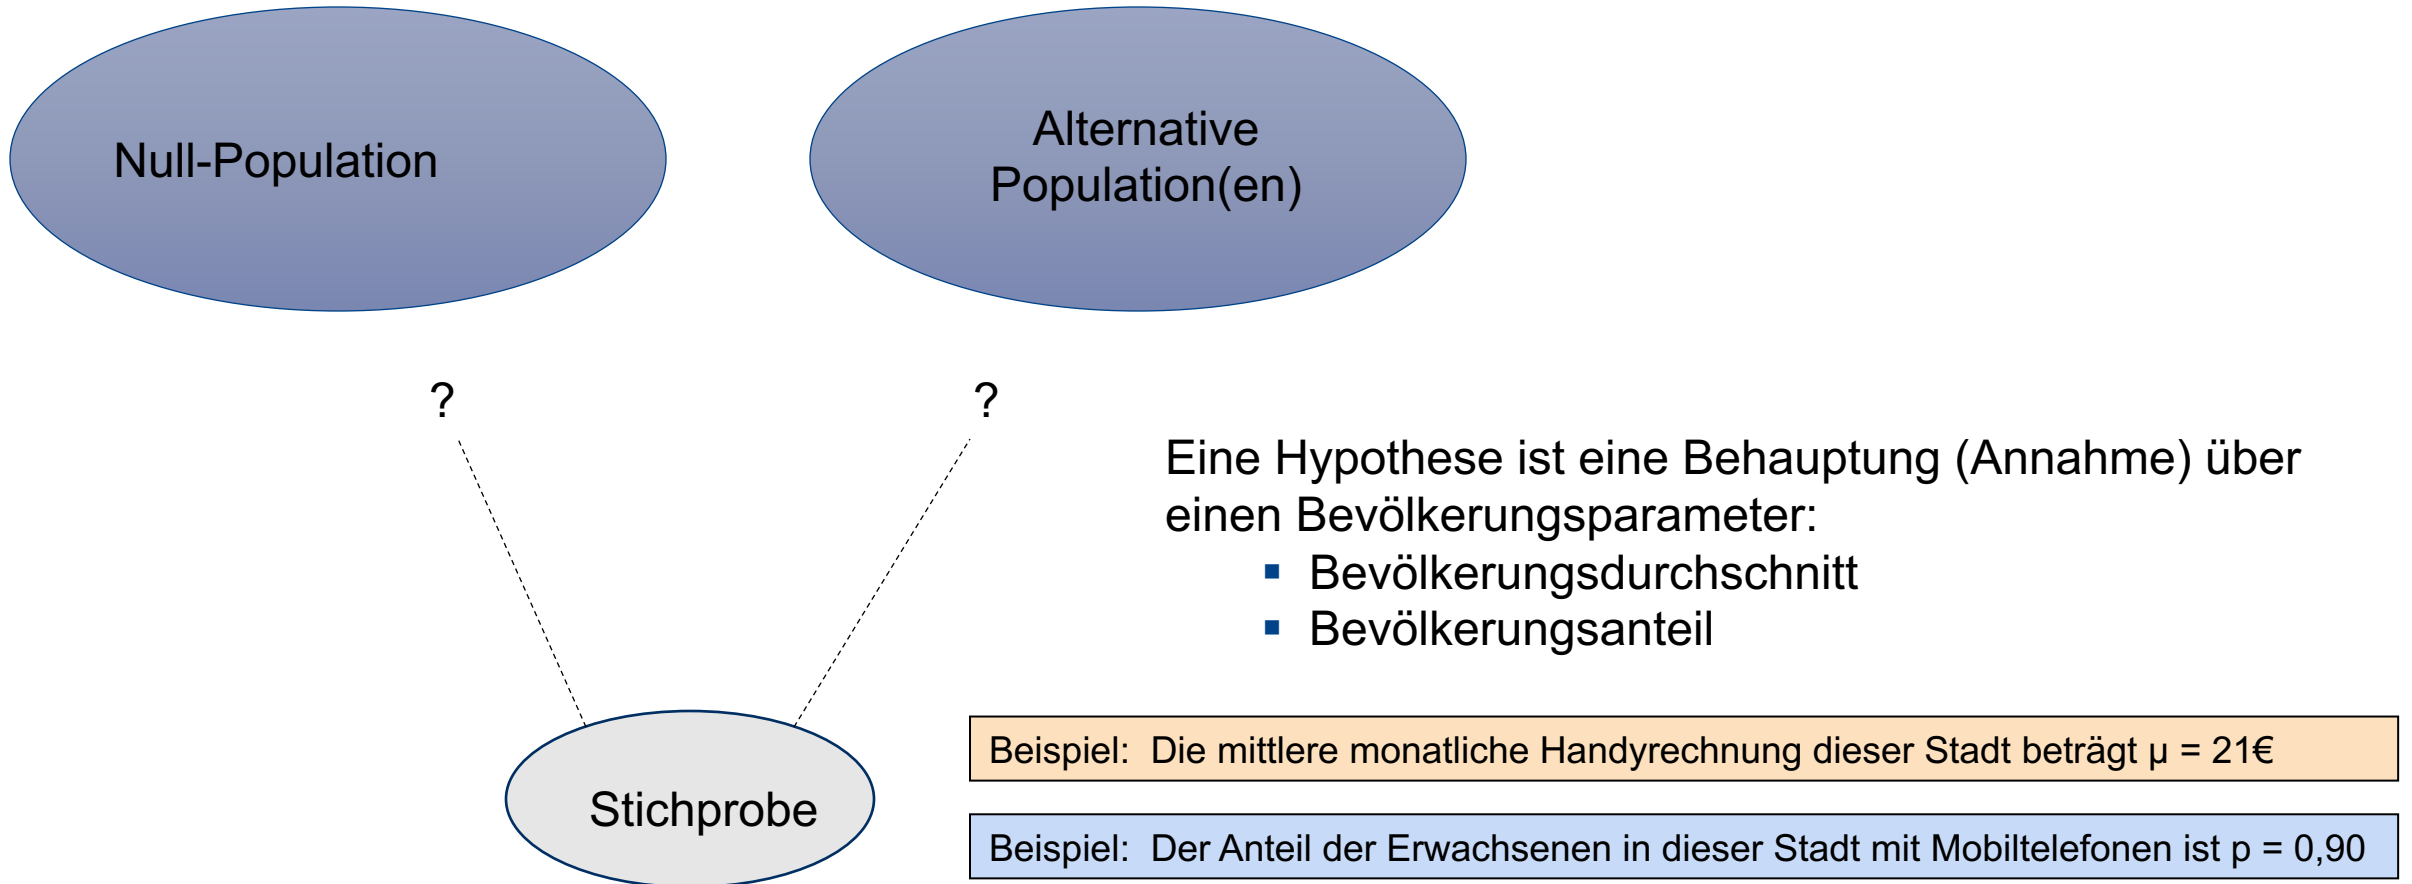 Null-Population
Alternative
Population(en)
?
?
Eine Hypothese ist eine Behauptung (Annahme) über
einen Bevölkerungsparameter:
▪ Bevölkerungsdurchschnitt
▪ Bevölkerungsanteil
Stichprobe
Beispiel: Die mittlere monatliche Handyrechnung dieser Stadt beträgt μ = 21€
Beispiel: Der Anteil der Erwachsenen in dieser Stadt mit Mobiltelefonen ist p = 0,90